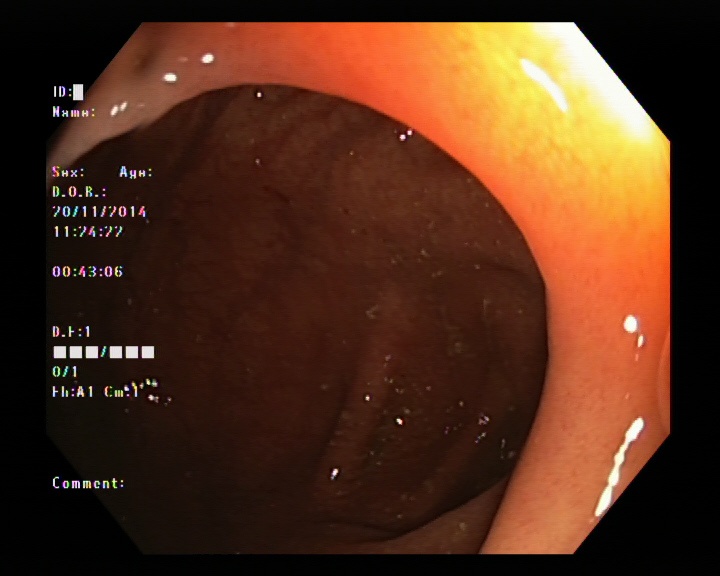 ID:
Name:
Sex: Age:
D.O.B.:
20/11/2014
11:24:22
00:43:06
D.F:1
■■■/■■■
0/1
Eh:A1 Cm:1
Comment: